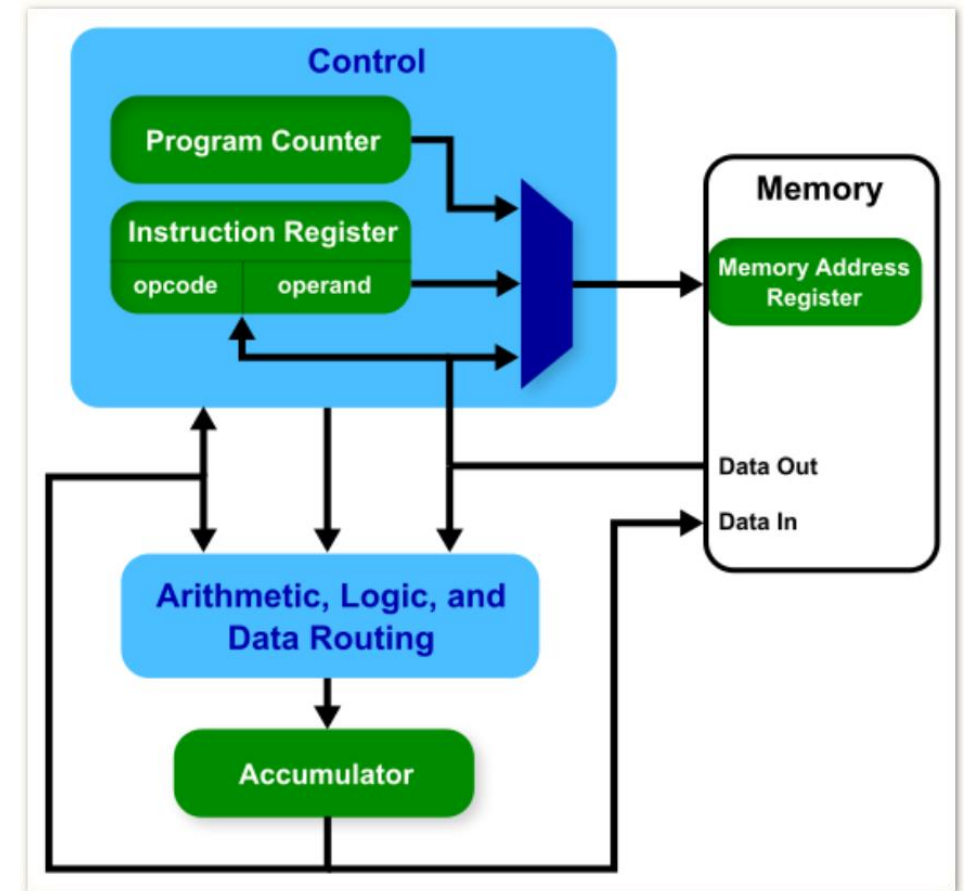 Control
Program Counter
Instruction Register
opcode
operand
Memory
Memory Address
Register
Data Out
Data In
Arithmetic, Logic, and
Data Routing
Accumulator